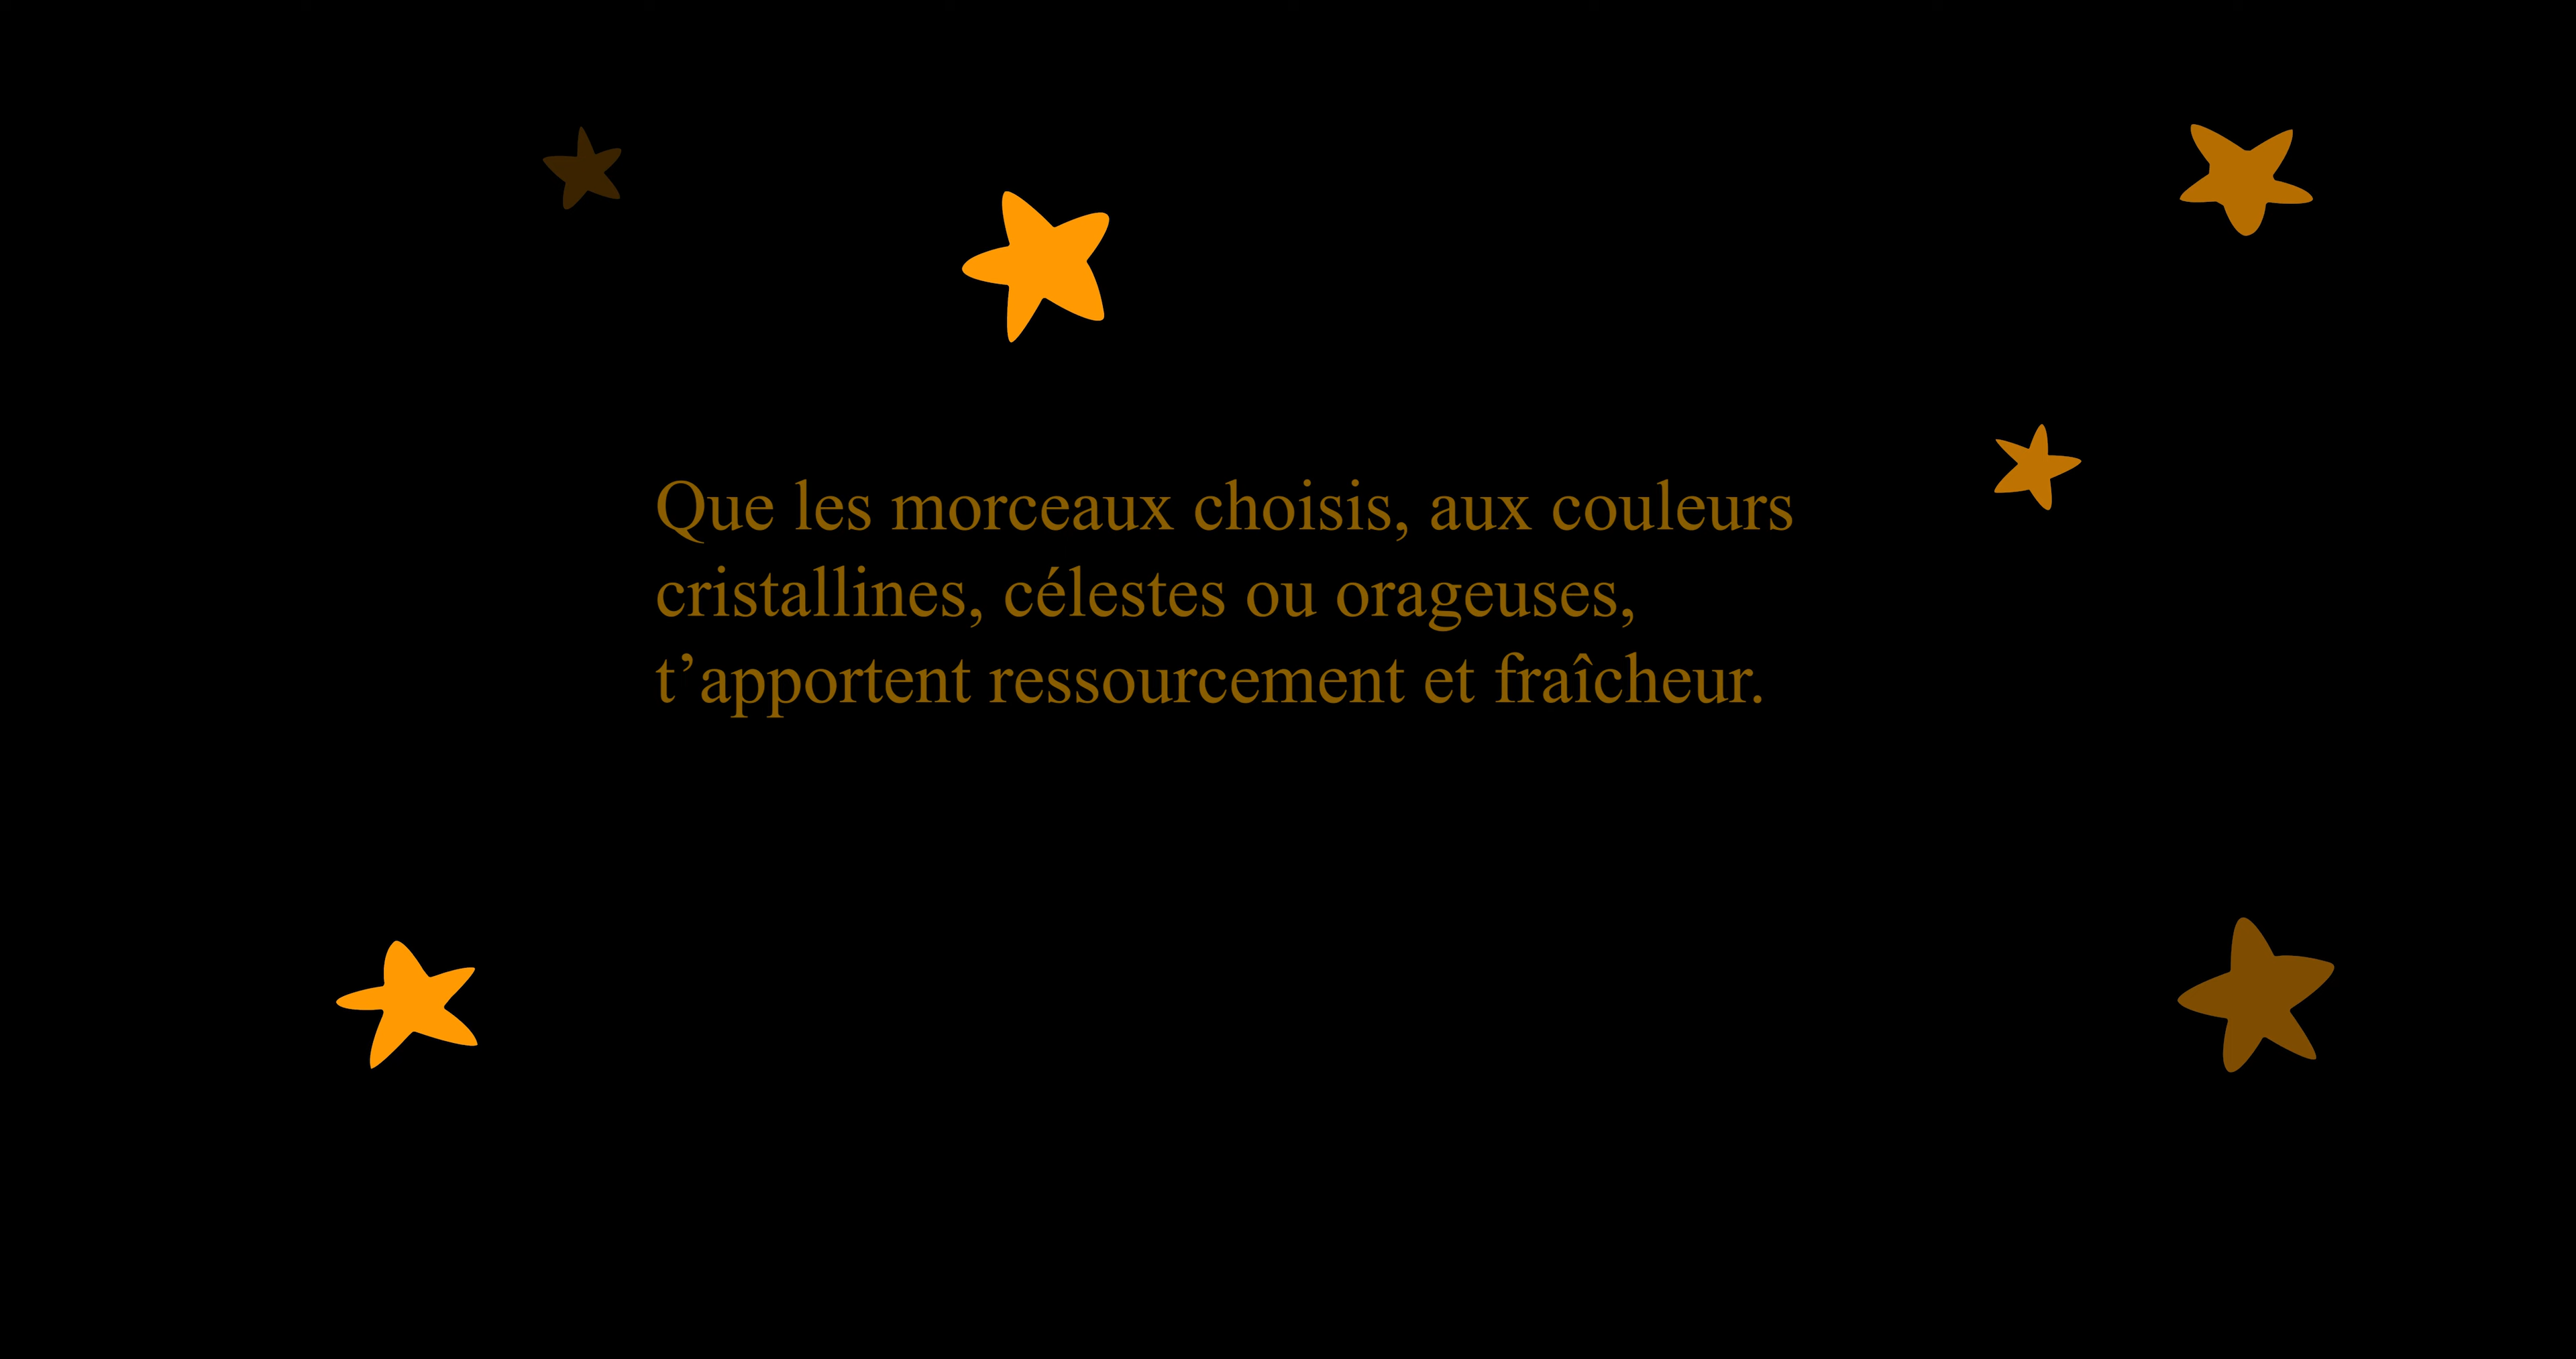 Que les morceaux choisis, aux couleurs
cristallines, célestes ou orageuses,
t’apportent ressourcement et fraîcheur.